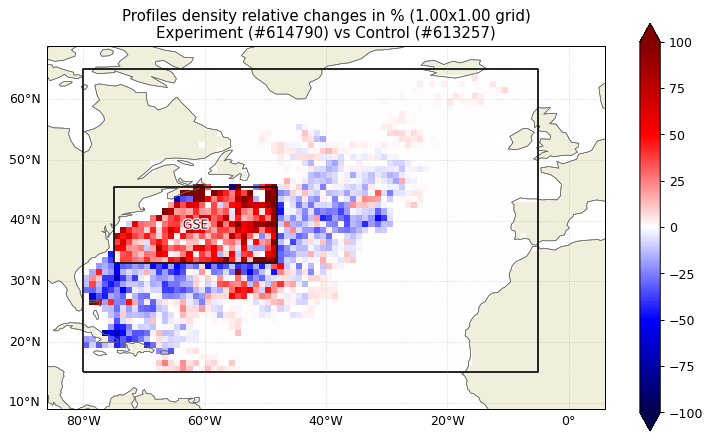 Profiles density relative changes in % (1.00x1.00 grid)
Experiment (#614790) vs Control (#613257)
60°N
50°N
40°N
30°N
20°N
10°N
80°W
60°W
40°W
20°W
0°
GSE
100
75
50
25
0
−25
−50
−75
−100